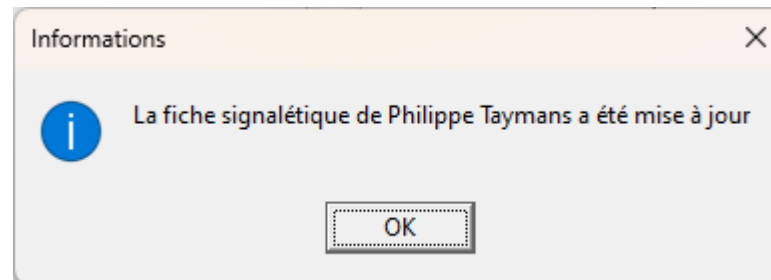 Informations
La fiche signalétique de Philippe Taymans a été mise à jour
OK